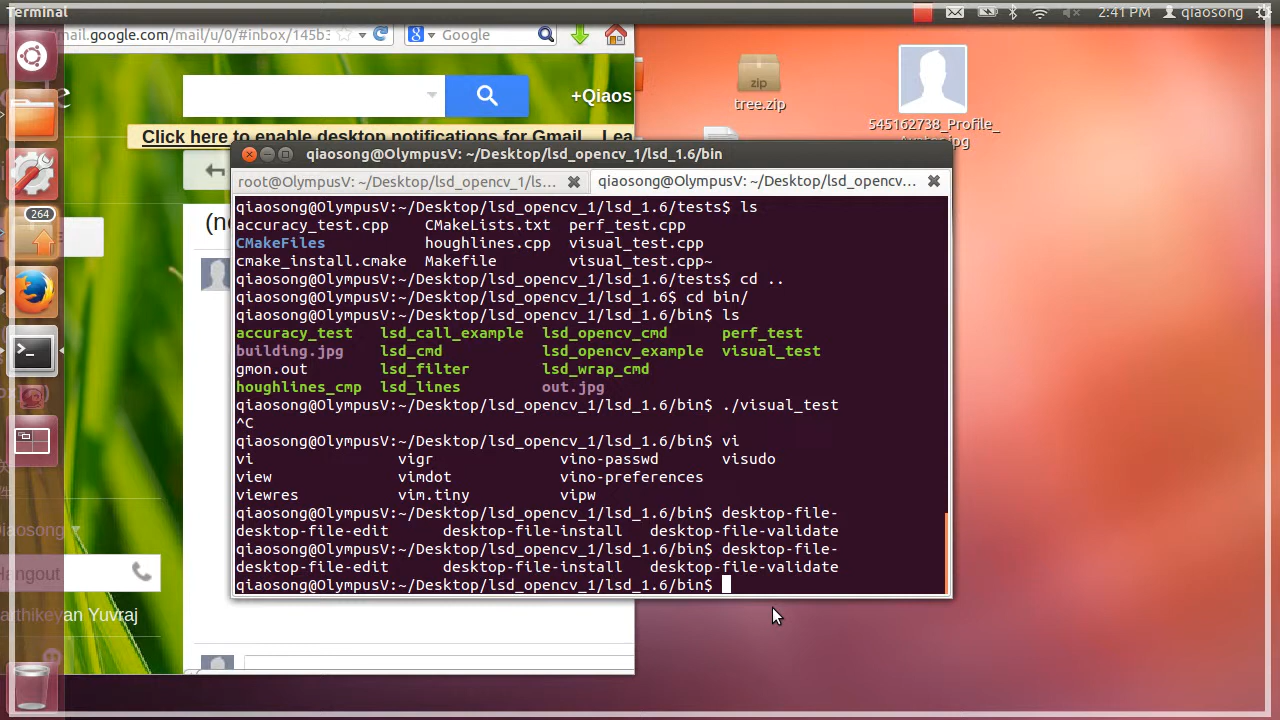 Terminal
2:41 PM
qiaosong
mail.google.com/mail/u/0/#inbox/145b3
Google
+Qiaos
Click here to enable desktop notifications for Gmail. Lea
zip
tree.zip
545162738_Profile_
264
qiaosong@OlympusV: ~/Desktop/lsd_opencv_1/lsd_1.6/bin
root@OlympusV: ~/Desktop/lsd_opencv_1/ls...
qiaosong@OlympusV: ~/Desktop/lsd_opencv...
qiaosong@OlympusV:~/Desktop/lsd_opencv_1/lsd_1.6/tests$ ls
accuracy_test.cpp CMakeLists.txt perf_test.cpp
CMakeFiles houghlines.cpp visual_test.cpp
cmake_install.cmake Makefile visual_test.cpp~
qiaosong@OlympusV:~/Desktop/lsd_opencv_1/lsd_1.6/tests$ cd ..
qiaosong@OlympusV:~/Desktop/lsd_opencv_1/lsd_1.6$ cd bin/
qiaosong@OlympusV:~/Desktop/lsd_opencv_1/lsd_1.6/bin$ ls
accuracy_test lsd_call_example lsd_opencv_cmd perf_test
building.jpg lsd_cmd lsd_opencv_example visual_test
gmon.out lsd_filter lsd_wrap_cmd
houghlines_cmp lsd_lines out.jpg
qiaosong@OlympusV:~/Desktop/lsd_opencv_1/lsd_1.6/bin$ ./visual_test
^C
qiaosong@OlympusV:~/Desktop/lsd_opencv_1/lsd_1.6/bin$ vi
vi vigr vino-passwd visudo
view vimdot vino-preferences
viewres vim.tiny vipw
qiaosong@OlympusV:~/Desktop/lsd_opencv_1/lsd_1.6/bin$ desktop-file-
desktop-file-edit desktop-file-install desktop-file-validate
qiaosong@OlympusV:~/Desktop/lsd_opencv_1/lsd_1.6/bin$ desktop-file-
desktop-file-edit desktop-file-install desktop-file-validate
qiaosong@OlympusV:~/Desktop/lsd_opencv_1/lsd_1.6/bin$
(no
Qiaosong
Hangout
arthikeyan Yuvraj